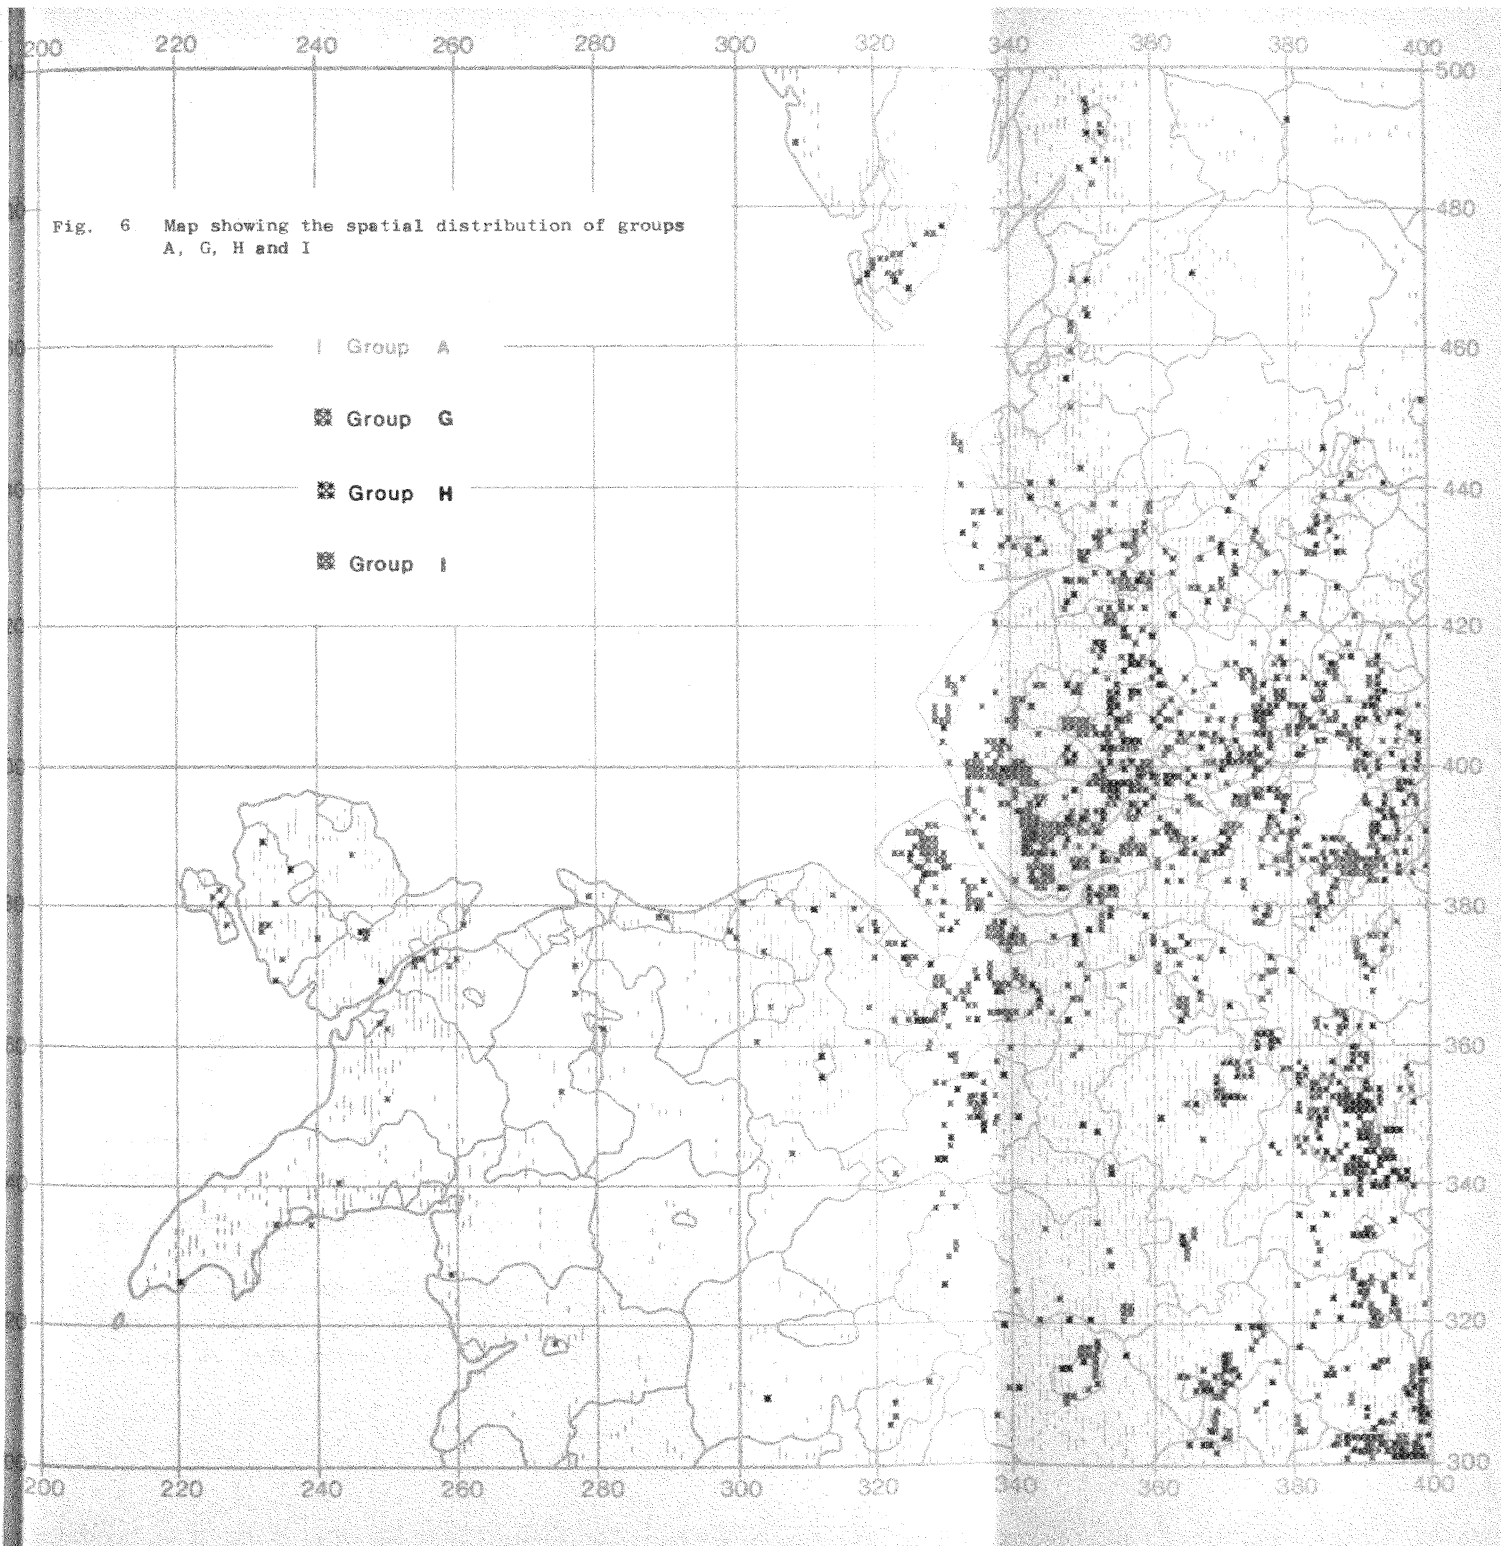 200 220 240 260 280 300 320 340 360 380 400
500
480
Fig. 6 Map showing the spatial distribution of groups
A, G, H and I
Group A
460
Group G
Group H
440
Group I
420
400
380
360
340
320
300
200 220 240 260 280 300 320 340 360 380 400